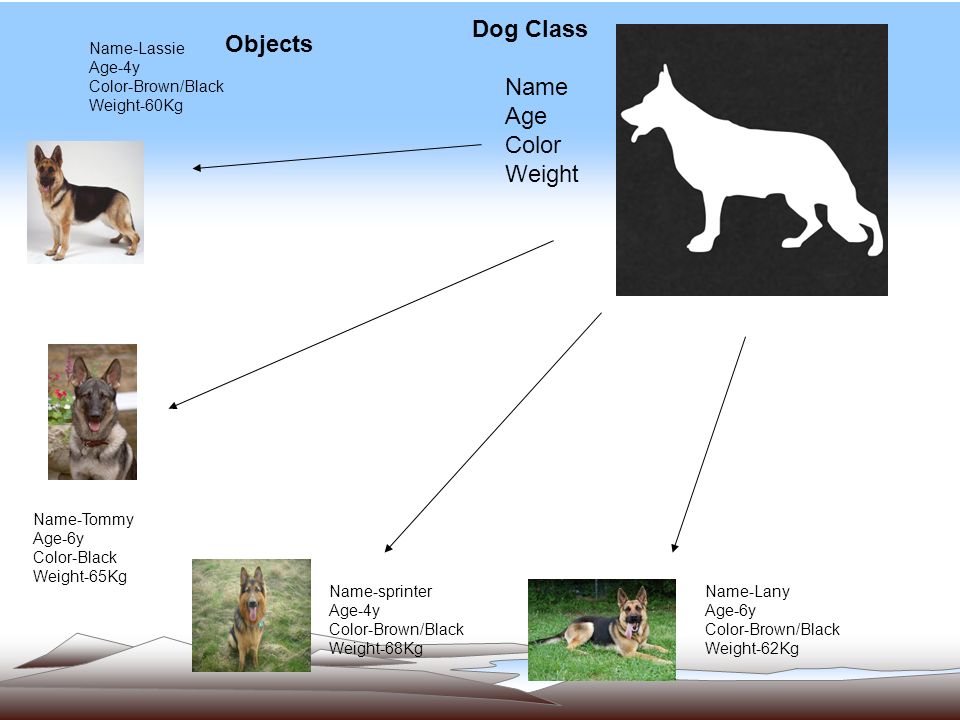 Dog Class
Objects
Name-Lassie
Age-4y
Color-Brown/Black
Weight-60Kg
Name
Age
Color
Weight
Name-Tommy
Age-6y
Color-Black
Weight-65Kg
Name-sprinter
Age-4y
Color-Brown/Black
Weight-68Kg
Name-Lany
Age-6y
Color-Brown/Black
Weight-62Kg